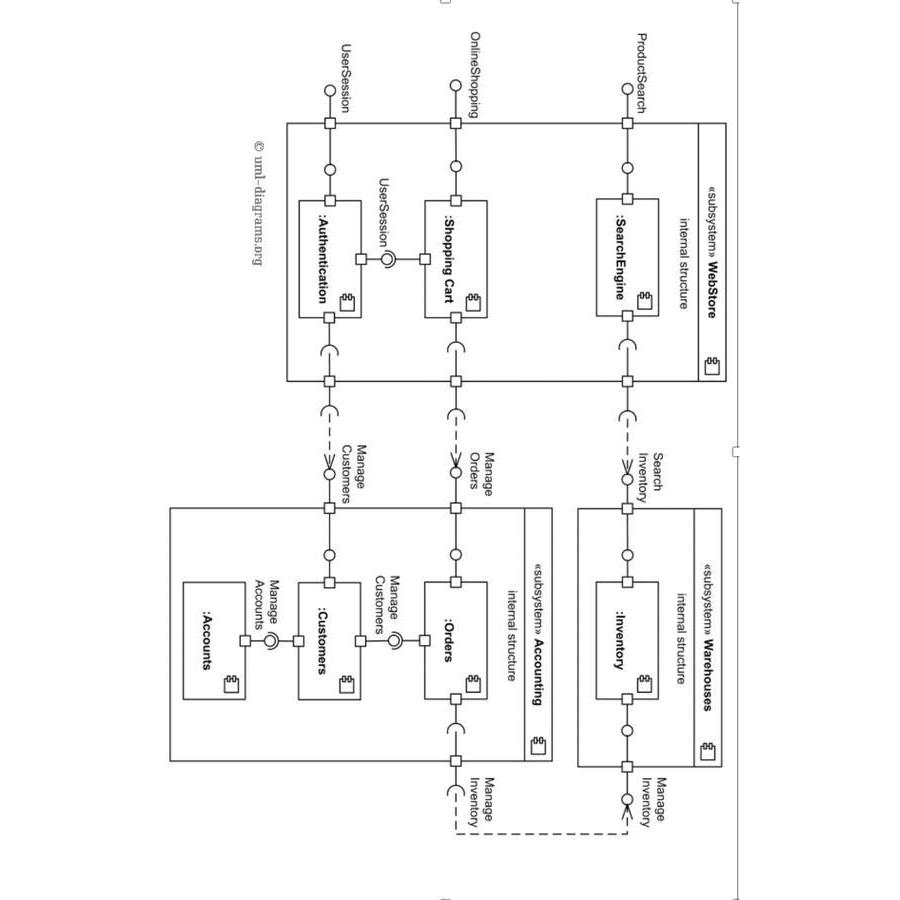 «subsystem» WebStore
internal structure
ProductSearch
:SearchEngine
OnlineShopping
:Shopping Cart
UserSession
UserSession
:Authentication
«subsystem» Warehouses
internal structure
Search
Inventory
:Inventory
Manage
Inventory
«subsystem» Accounting
internal structure
Manage
Orders
:Orders
Manage
Inventory
Manage
Customers
Manage
Customers
:Customers
Manage
Accounts
:Accounts
© uml-diagrams.org